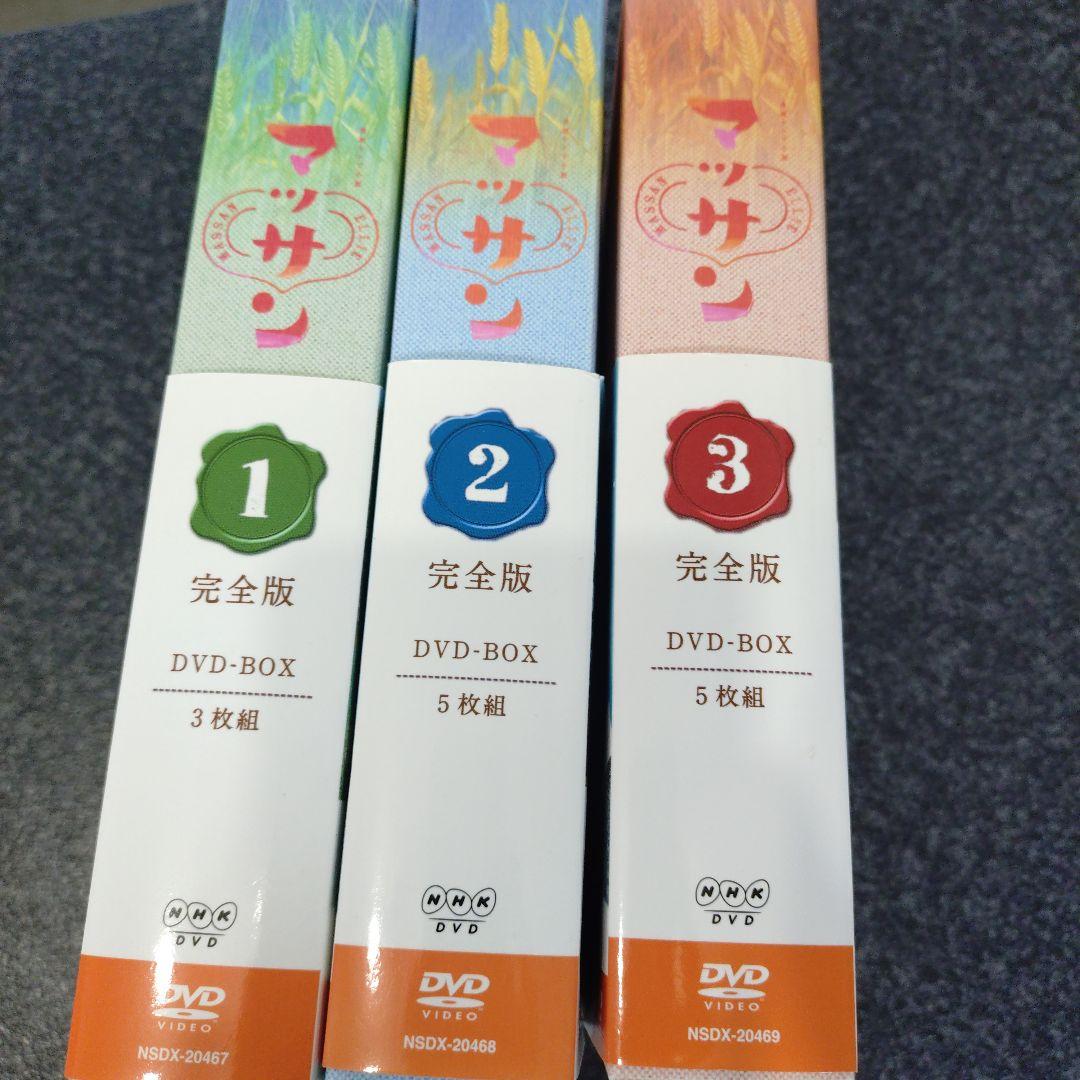 マッサン
MASSAN
ELLIE
1
完全版
DVD-BOX
3枚組
NHK
DVD
DVD
VIDEO
NSDX-20467
マッサン
MASSAN
ELLIE
2
完全版
DVD-BOX
5枚組
NHK
DVD
DVD
VIDEO
NSDX-20468
マッサン
MASSAN
ELLIE
3
完全版
DVD-BOX
5枚組
NHK
DVD
DVD
VIDEO
NSDX-20469